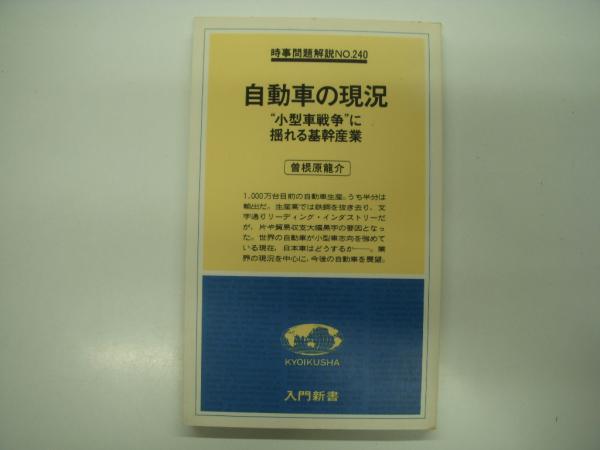 時事問題解説NO.240
自動車の現況
“小型車戦争”に
揺れる基幹産業
曽根原龍介
1,000万台目前の自動車生産。うち半分は
輸出だ。生産高では鉄鋼を抜き去り、文
字通りリーディング・インダストリーだ
が、片や貿易収支大幅黒字の要因となっ
た。世界の自動車が小型車志向を強めて
いる現在、日本車はどうするか——。業
界の現況を中心に、今後の自動車を展望。
KYOIKUSHA
入門新書